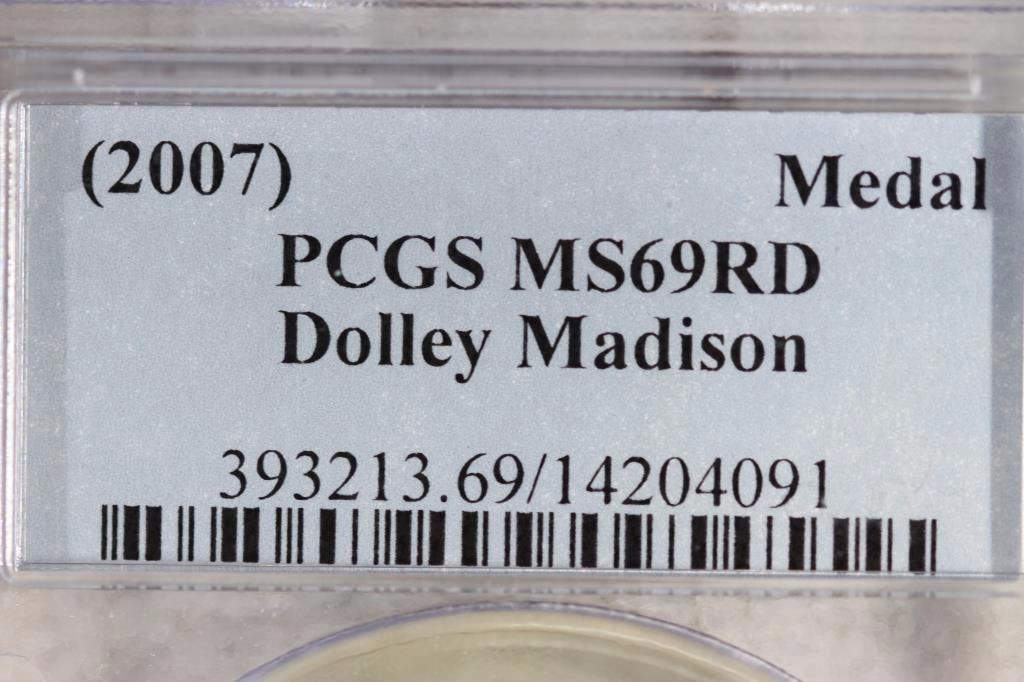 (2007) Medal
PCGS MS69RD
Dolley Madison
393213.69/14204091